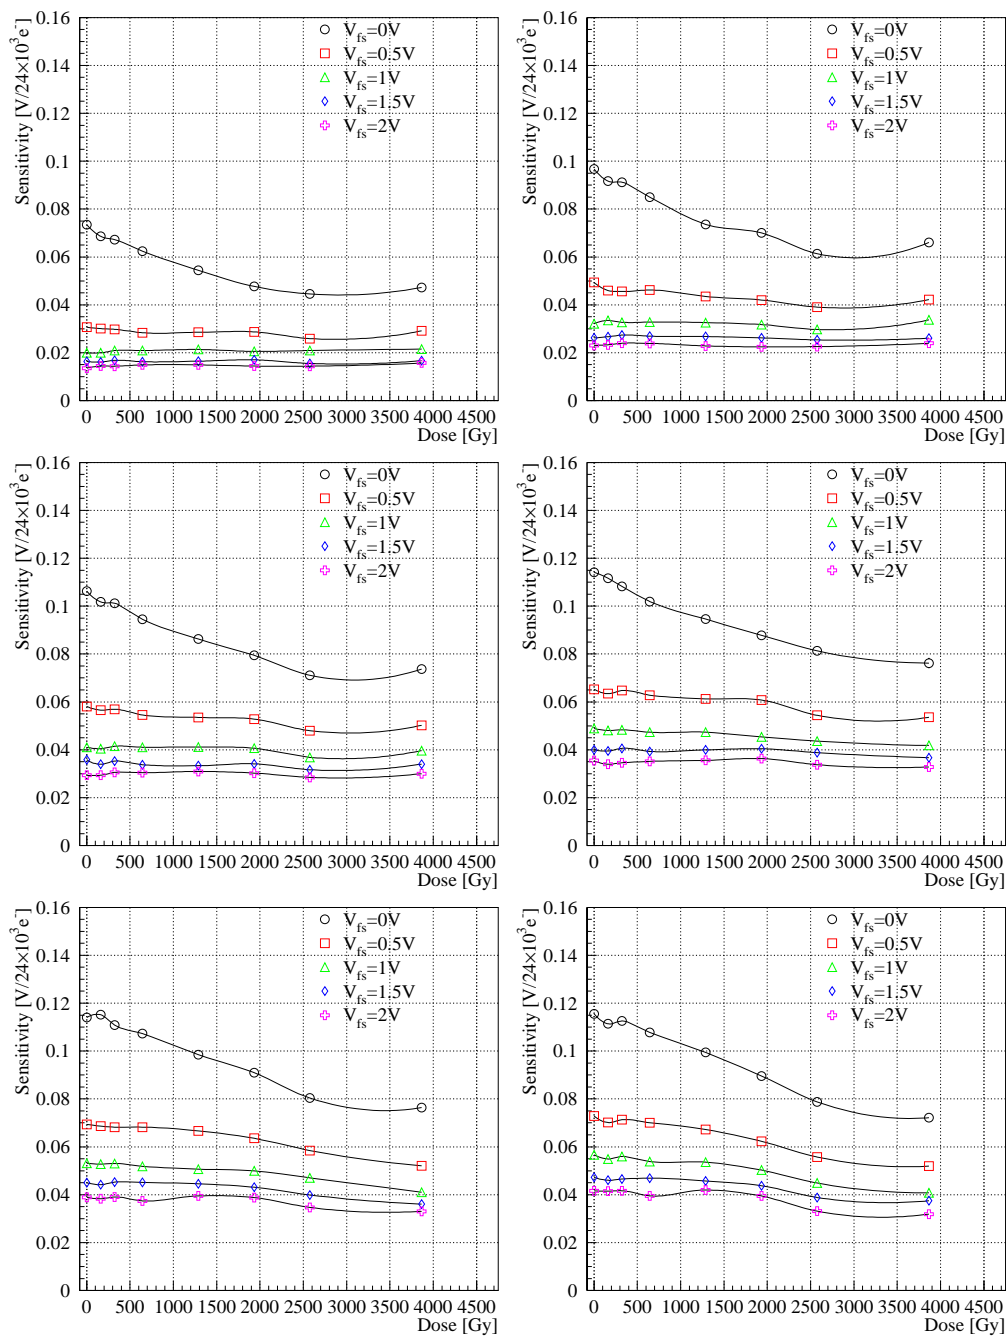 Sensitivity [V/24×10³e⁻]
0.16
0.14
0.12
0.1
0.08
0.06
0.04
0.02
0
V_fs=0V
V_fs=0.5V
V_fs=1V
V_fs=1.5V
V_fs=2V
0 500 1000 1500 2000 2500 3000 3500 4000 4500
Dose [Gy]
Sensitivity [V/24×10³e⁻]
0.16
0.14
0.12
0.1
0.08
0.06
0.04
0.02
0
V_fs=0V
V_fs=0.5V
V_fs=1V
V_fs=1.5V
V_fs=2V
0 500 1000 1500 2000 2500 3000 3500 4000 4500
Dose [Gy]
Sensitivity [V/24×10³e⁻]
0.16
0.14
0.12
0.1
0.08
0.06
0.04
0.02
0
V_fs=0V
V_fs=0.5V
V_fs=1V
V_fs=1.5V
V_fs=2V
0 500 1000 1500 2000 2500 3000 3500 4000 4500
Dose [Gy]
Sensitivity [V/24×10³e⁻]
0.16
0.14
0.12
0.1
0.08
0.06
0.04
0.02
0
V_fs=0V
V_fs=0.5V
V_fs=1V
V_fs=1.5V
V_fs=2V
0 500 1000 1500 2000 2500 3000 3500 4000 4500
Dose [Gy]
Sensitivity [V/24×10³e⁻]
0.16
0.14
0.12
0.1
0.08
0.06
0.04
0.02
0
V_fs=0V
V_fs=0.5V
V_fs=1V
V_fs=1.5V
V_fs=2V
0 500 1000 1500 2000 2500 3000 3500 4000 4500
Dose [Gy]
Sensitivity [V/24×10³e⁻]
0.16
0.14
0.12
0.1
0.08
0.06
0.04
0.02
0
V_fs=0V
V_fs=0.5V
V_fs=1V
V_fs=1.5V
V_fs=2V
0 500 1000 1500 2000 2500 3000 3500 4000 4500
Dose [Gy]